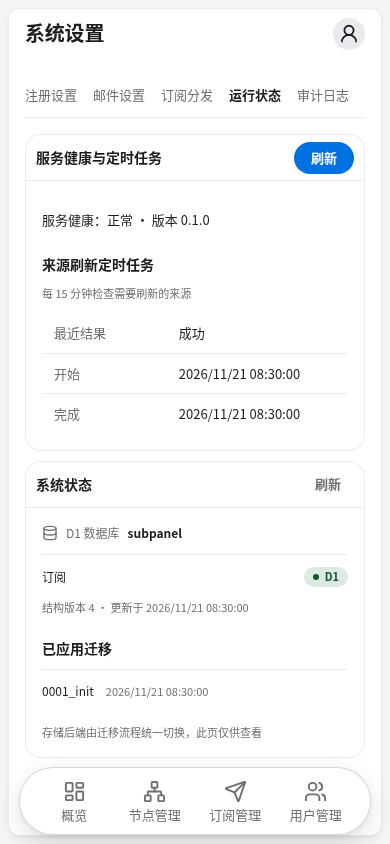 系统设置
注册设置 邮件设置 订阅分发 运行状态 审计日志
服务健康与定时任务 刷新
服务健康：正常 · 版本 0.1.0
来源刷新定时任务
每 15 分钟检查需要刷新的来源
最近结果 成功
开始 2026/11/21 08:30:00
完成 2026/11/21 08:30:00
系统状态 刷新
D1 数据库 subpanel
订阅 D1
结构版本 4 · 更新于 2026/11/21 08:30:00
已应用迁移
0001_init 2026/11/21 08:30:00
存储后端由迁移流程统一切换，此页仅供查看
概览 节点管理 订阅管理 用户管理